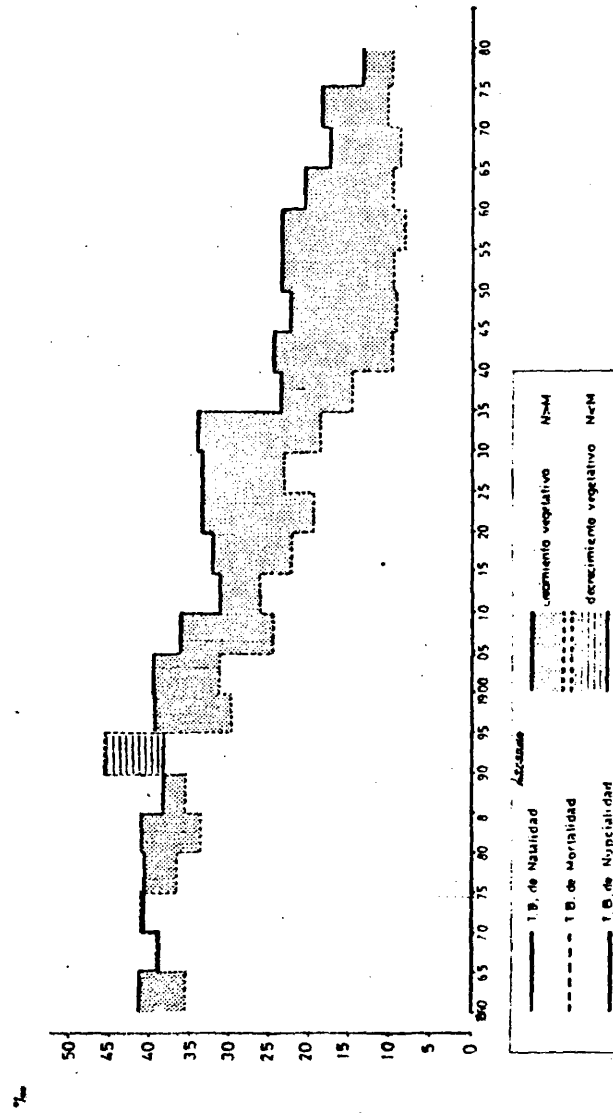 ‰
50
45
40
35
30
25
20
15
10
5
0
1860 65 70 75 80 8 90 95 1900 05 10 15 20 25 30 35 40 45 50 55 60 65 70 75 80
Leyenda
T.B. de Natalidad
T.B. de Mortalidad
T.B. de Nupcialidad
crecimiento vegetativo N>M
decrecimiento vegetativo N<M